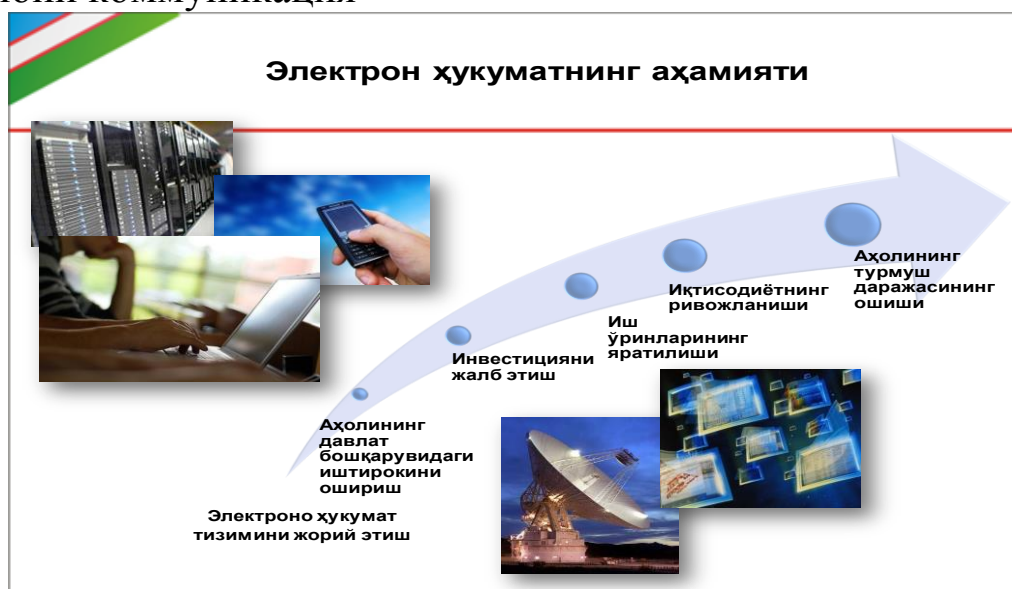 коммуникация
Электрон ҳукуматнинг аҳамияти
Аҳолининг
турмуш
даражасининг
ошиши
Иқтисодиётнинг
ривожланиши
Иш
ўринларининг
яратилиши
Инвестицияни
жалб этиш
Аҳолининг
давлат
бошқарувидаги
иштирокини
ошириш
Электроно ҳукумат
тизимини жорий этиш